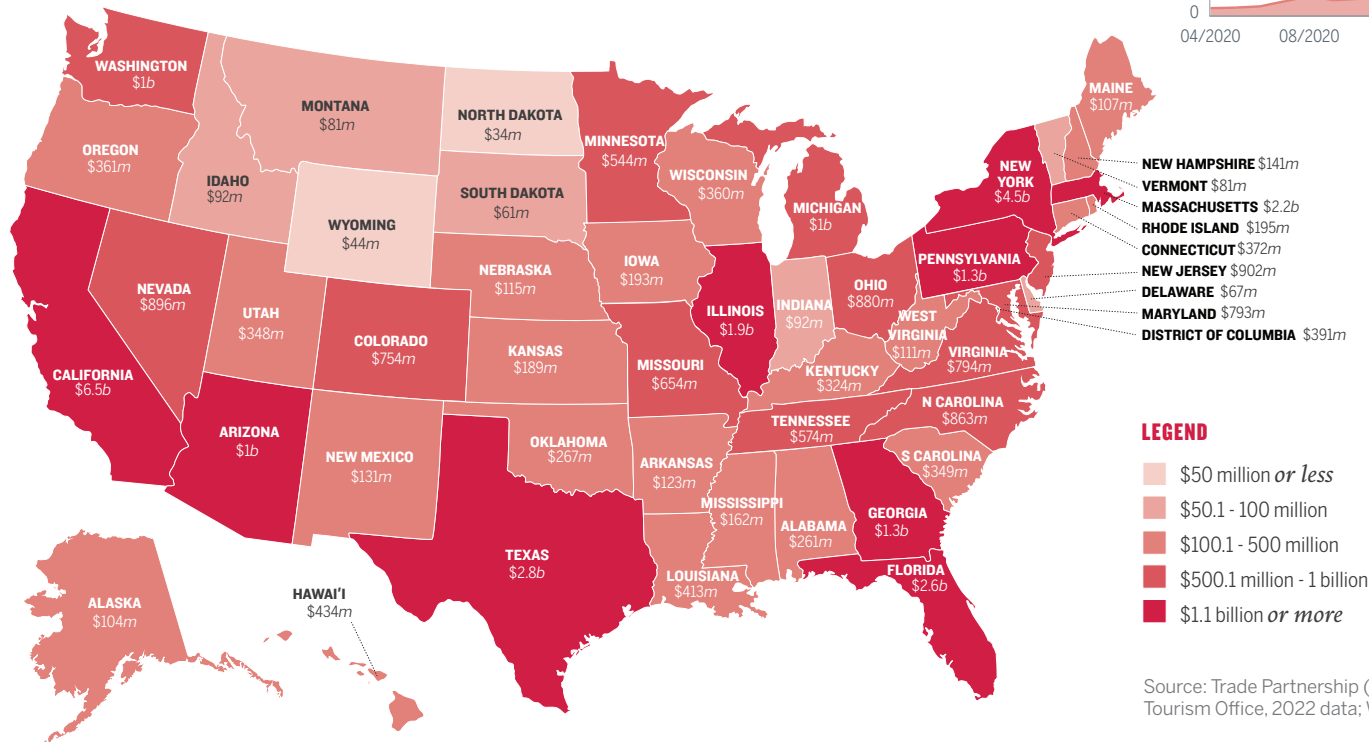 0
04/2020 08/2020
WASHINGTON
$1b
OREGON
$361m
CALIFORNIA
$6.5b
NEVADA
$896m
IDAHO
$92m
MONTANA
$81m
WYOMING
$44m
UTAH
$348m
ARIZONA
$1b
COLORADO
$754m
NEW MEXICO
$131m
NORTH DAKOTA
$34m
SOUTH DAKOTA
$61m
NEBRASKA
$115m
KANSAS
$189m
OKLAHOMA
$267m
TEXAS
$2.8b
MINNESOTA
$544m
IOWA
$193m
MISSOURI
$654m
ARKANSAS
$123m
LOUISIANA
$413m
WISCONSIN
$360m
ILLINOIS
$1.9b
MICHIGAN
$1b
INDIANA
$92m
OHIO
$880m
KENTUCKY
$324m
TENNESSEE
$574m
MISSISSIPPI
$162m
ALABAMA
$261m
GEORGIA
$1.3b
FLORIDA
$2.6b
S CAROLINA
$349m
N CAROLINA
$863m
VIRGINIA
$794m
WEST
VIRGINIA
$111m
PENNSYLVANIA
$1.3b
NEW
YORK
$4.5b
MAINE
$107m
NEW HAMPSHIRE $141m
VERMONT $81m
MASSACHUSETTS $2.2b
RHODE ISLAND $195m
CONNECTICUT $372m
NEW JERSEY $902m
DELAWARE $67m
MARYLAND $793m
DISTRICT OF COLUMBIA $391m
ALASKA
$104m
HAWAI'I
$434m
LEGEND
$50 million or less
$50.1 - 100 million
$100.1 - 500 million
$500.1 million - 1 billion
$1.1 billion or more
Source: Trade Partnership (
Tourism Office, 2022 data;